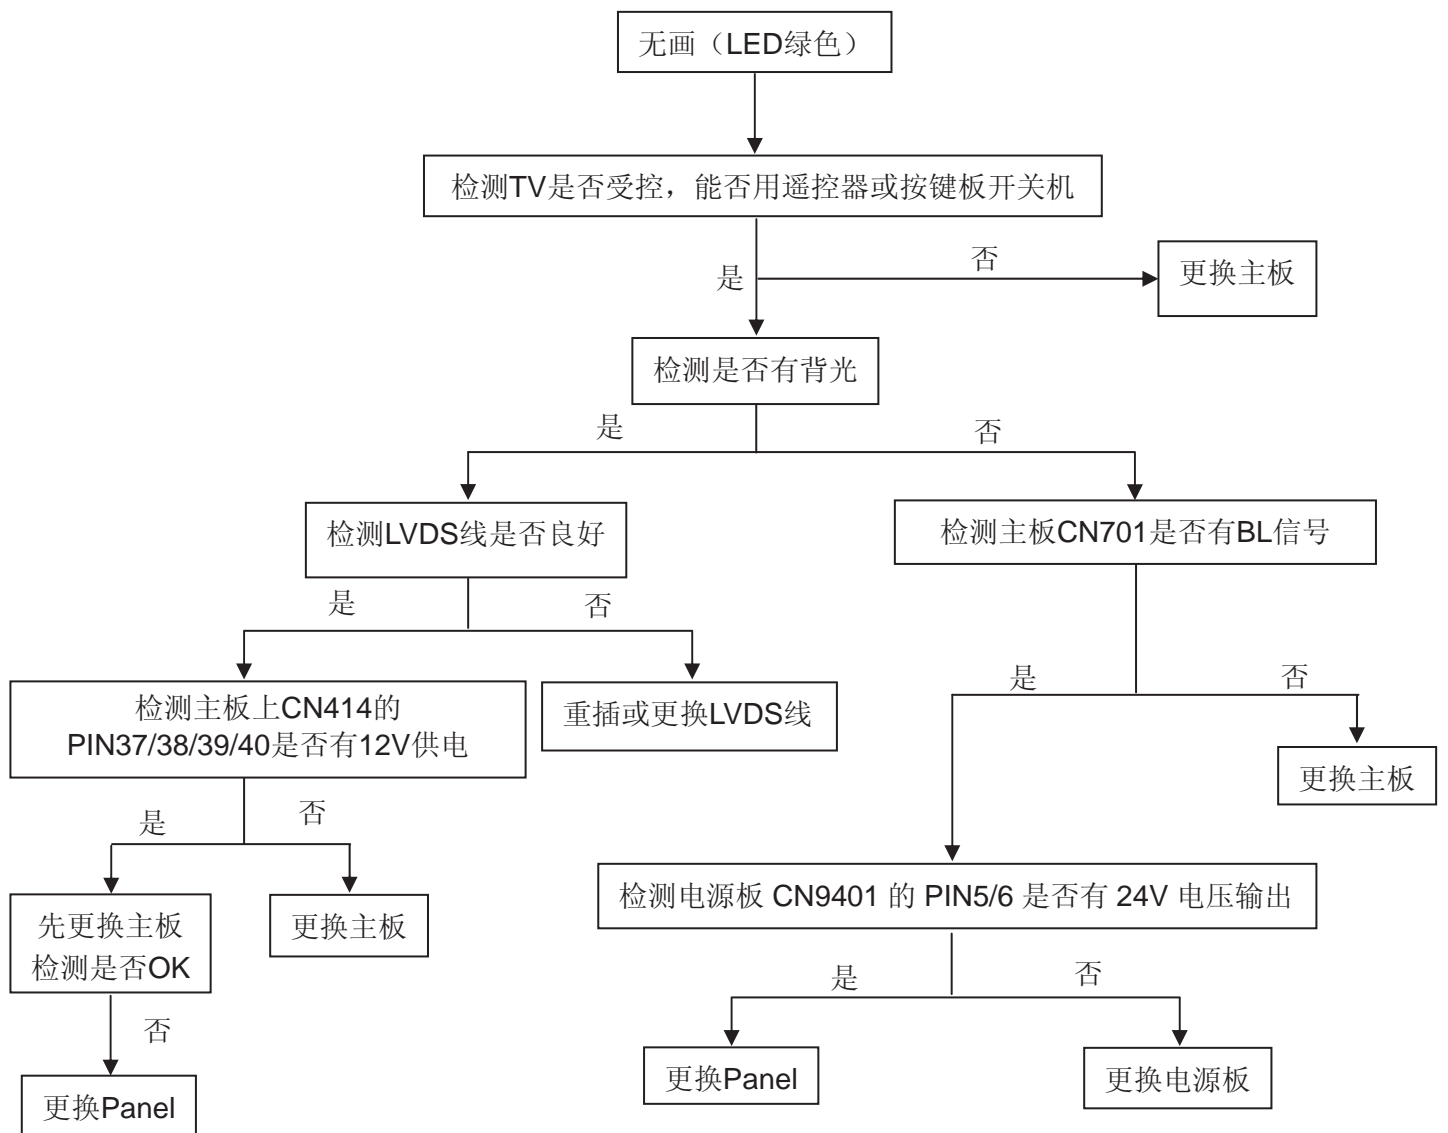 无画（LED绿色）
检测TV是否受控，能否用遥控器或按键板开关机
否
是
更换主板
检测是否有背光
是
否
检测LVDS线是否良好
检测主板CN701是否有BL信号
是
否
是
否
检测主板上CN414的
PIN37/38/39/40是否有12V供电
重插或更换LVDS线
更换主板
是
否
检测电源板 CN9401 的 PIN5/6 是否有 24V 电压输出
先更换主板
检测是否OK
更换主板
是
否
否
更换Panel
更换Panel
更换电源板